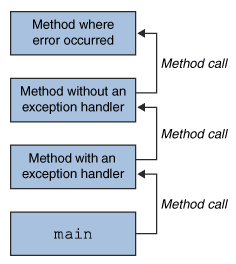 Method where
error occurred
Method call
Method without an
exception handler
Method call
Method with an
exception handler
Method call
main